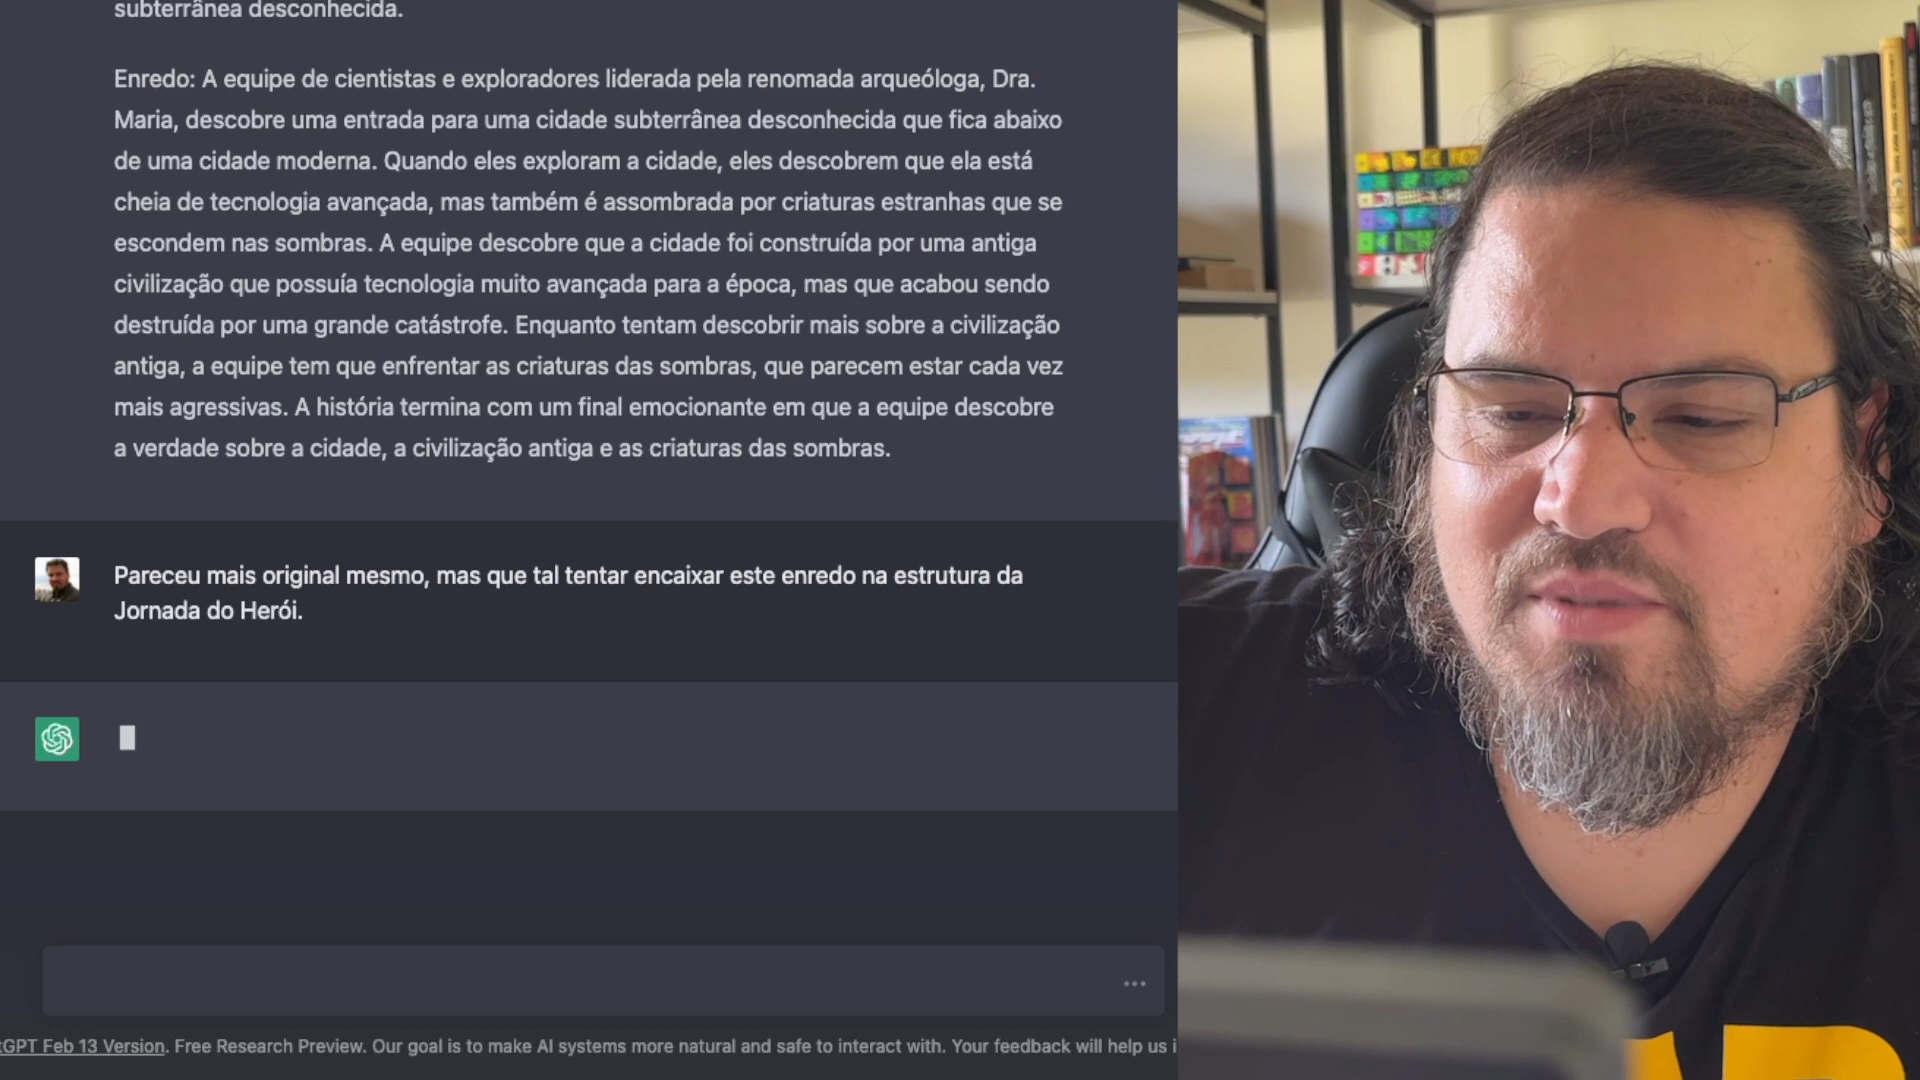 subterrânea desconhecida.
Enredo: A equipe de cientistas e exploradores liderada pela renomada arqueóloga, Dra.
Maria, descobre uma entrada para uma cidade subterrânea desconhecida que fica abaixo
de uma cidade moderna. Quando eles exploram a cidade, eles descobrem que ela está
cheia de tecnologia avançada, mas também é assombrada por criaturas estranhas que se
escondem nas sombras. A equipe descobre que a cidade foi construída por uma antiga
civilização que possuía tecnologia muito avançada para a época, mas que acabou sendo
destruída por uma grande catástrofe. Enquanto tentam descobrir mais sobre a civilização
antiga, a equipe tem que enfrentar as criaturas das sombras, que parecem estar cada vez
mais agressivas. A história termina com um final emocionante em que a equipe descobre
a verdade sobre a cidade, a civilização antiga e as criaturas das sombras.
Pareceu mais original mesmo, mas que tal tentar encaixar este enredo na estrutura da
Jornada do Herói.
tGPT Feb 13 Version. Free Research Preview. Our goal is to make AI systems more natural and safe to interact with. Your feedback will help us i